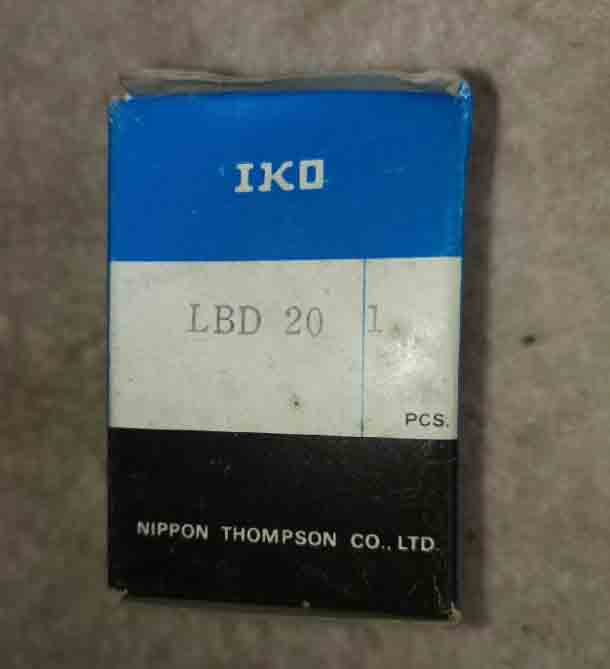 IKO
LBD 20 1
PCS.
NIPPON THOMPSON CO., LTD.